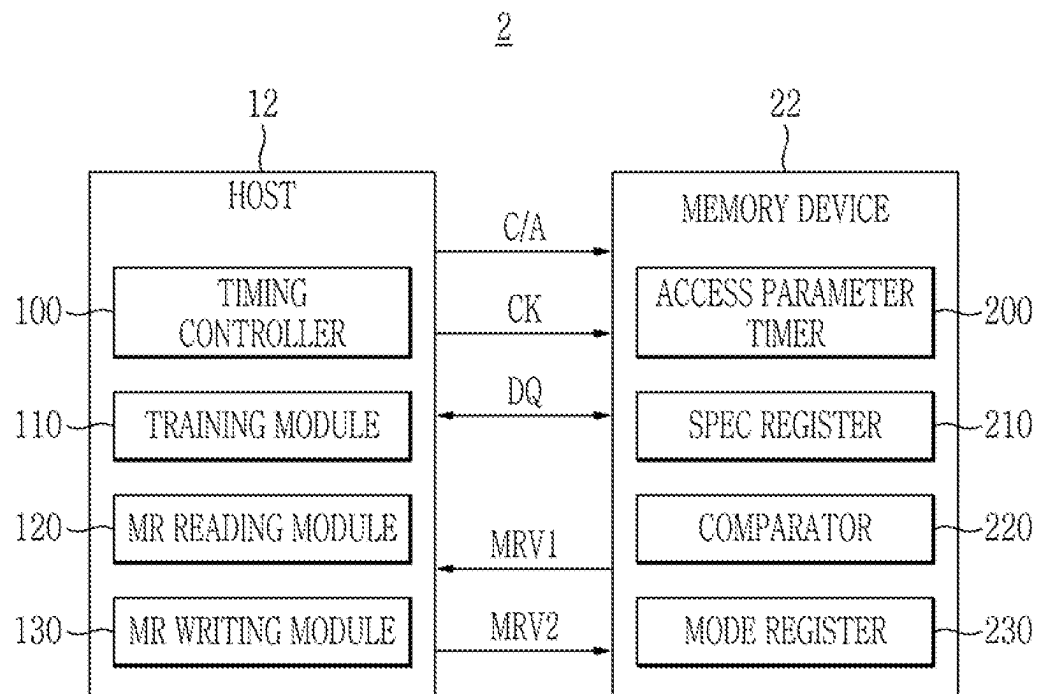 2
12
22
HOST
MEMORY DEVICE
C/A
100
TIMING
CONTROLLER
CK
ACCESS PARAMETER
TIMER
200
110
TRAINING MODULE
DQ
SPEC REGISTER
210
120
MR READING MODULE
MRV1
COMPARATOR
220
130
MR WRITING MODULE
MRV2
MODE REGISTER
230